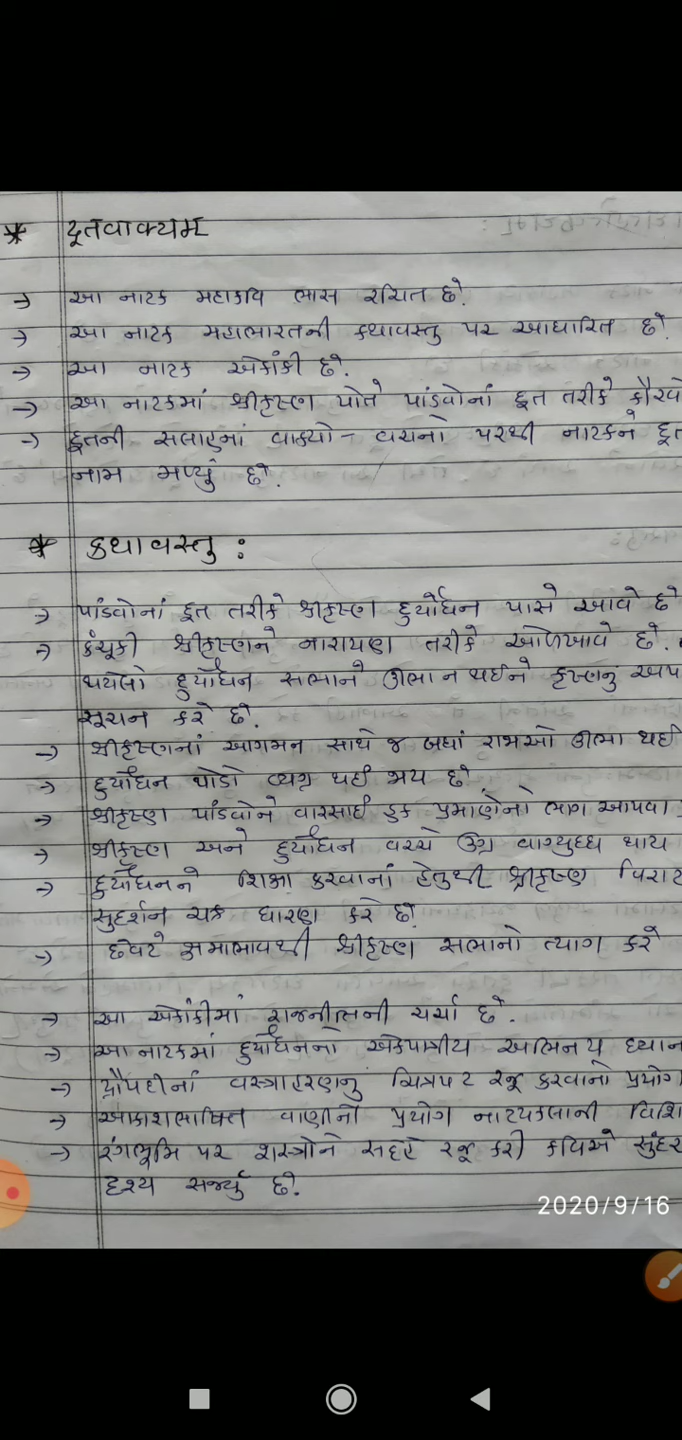 * दूतवाक्यम्
→ આ નાટક મહાકવિ ભાસ રચિત છે.
→ આ નાટક મહાભારતની કથાવસ્તુ પર આધારિત છે.
→ આ નાટક એકાંકી છે.
→ આ નાટકમાં શ્રીકૃષ્ણ પોતે પાંડવોનાં દૂત તરીકે કૌરવો
→ દૂતની સલાહનાં વાક્યો - વચનો પરથી નાટકને દૂત
નામ મળ્યું છે.
* કથાવસ્તુ :
→ પાંડવોનાં દૂત તરીકે શ્રીકૃષ્ણ દુર્યોધન પાસે આવે છે
→ કંચૂકી શ્રીકૃષ્ણને નારાયણ તરીકે ઓળખાવે છે.
થયેલો દુર્યોધન સભાને ઊભા ન થઈને કૃષ્ણનું અપ
સૂચન કરે છે.
→ શ્રીકૃષ્ણનાં આગમન સાથે જ બધાં રાજાઓ ઊભા થઈ
→ દુર્યોધન થોડો વ્યગ્ર થઈ જાય છે.
→ શ્રીકૃષ્ણ પાંડવોને વારસાઈ હક પ્રમાણેનો ભાગ આપવા
→ શ્રીકૃષ્ણ અને દુર્યોધન વચ્ચે ઉગ્ર વાગ્યુદ્ધ થાય
→ દુર્યોધનને શિક્ષા કરવાનાં હેતુથી શ્રીકૃષ્ણ વિરાટ
સુદર્શન ચક્ર ધારણ કરે છે.
→ છેવટે ક્ષમાભાવથી શ્રીકૃષ્ણ સભાનો ત્યાગ કરે
→ આ એકાંકીમાં રાજનીતિની ચર્ચા છે.
→ આ નાટકમાં દુર્યોધનનો એકપાત્રીય અભિનય ધ્યાન
→ દ્રૌપદીનાં વસ્ત્રાહરણનું ચિત્રપટ રજૂ કરવાનો પ્રયોગ
→ આકાશભાષિત વાણીનો પ્રયોગ નાટ્યકલાની વિશિ
→ રંગભૂમિ પર શસ્ત્રોને સદેહે રજૂ કરી કવિએ સુંદર
દૃશ્ય સર્જ્યું છે.
2020/9/16